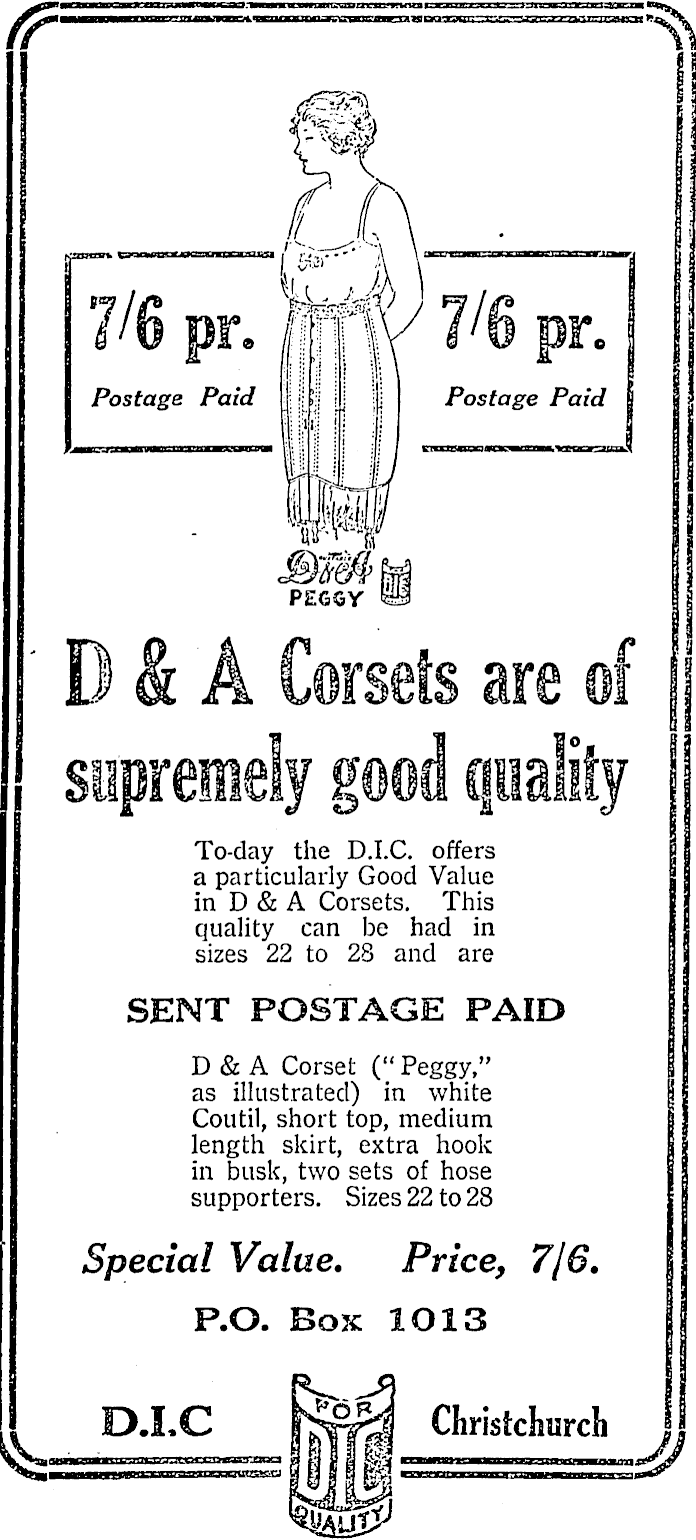 7/6 pr.
Postage Paid
7/6 pr.
Postage Paid
D & A
PEGGY
DIC
D & A Corsets are of
supremely good quality
To-day the D.I.C. offers
a particularly Good Value
in D & A Corsets. This
quality can be had in
sizes 22 to 28 and are
SENT POSTAGE PAID
D & A Corset ("Peggy,"
as illustrated) in white
Coutil, short top, medium
length skirt, extra hook
in busk, two sets of hose
supporters. Sizes 22 to 28
Special Value. Price, 7/6.
P.O. Box 1013
D.I.C
FOR
DIC
QUALITY
Christchurch